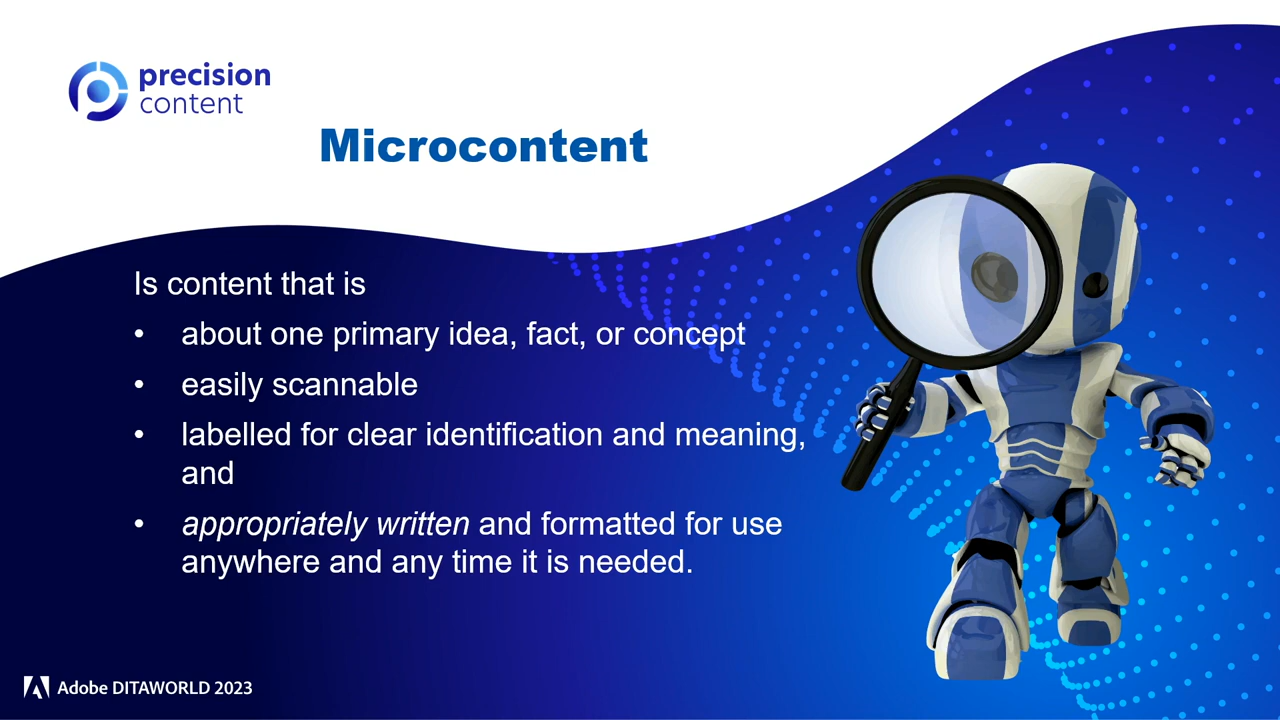 precision
content
Microcontent
Is content that is
• about one primary idea, fact, or concept
• easily scannable
• labelled for clear identification and meaning,
and
• appropriately written and formatted for use
anywhere and any time it is needed.
Adobe DITAWORLD 2023